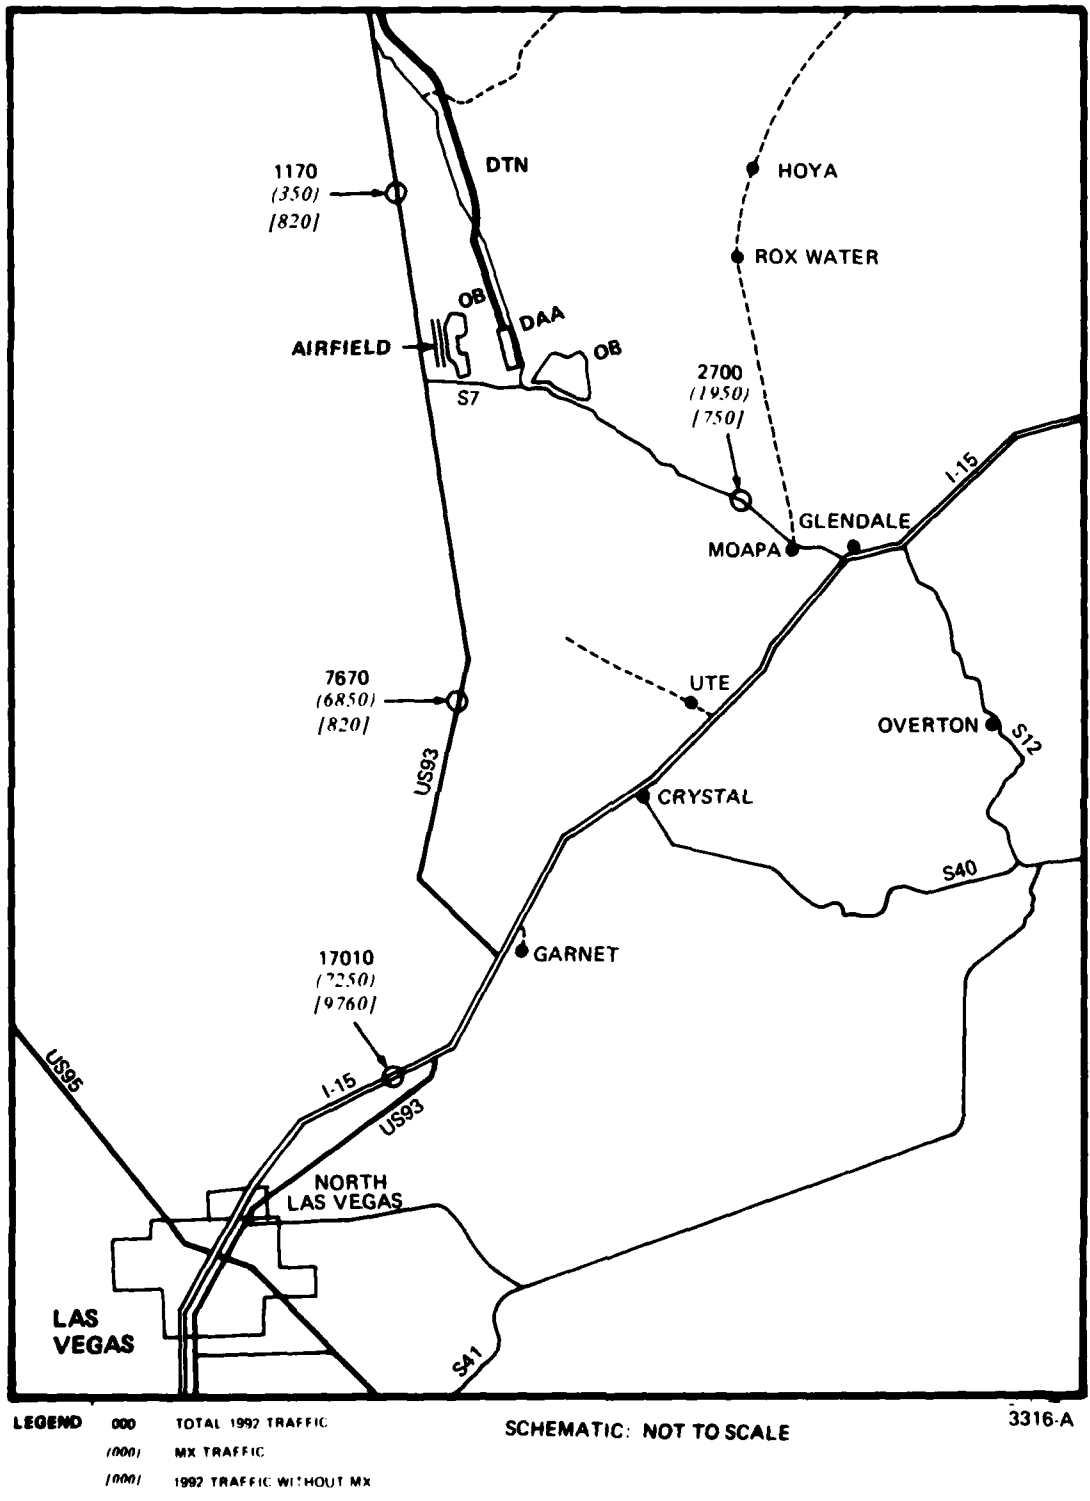 DTN
1170
(350)
[820]
HOYA
ROX WATER
OB
DAA
AIRFIELD
OB
S7
2700
(1950)
[750]
I-15
GLENDALE
MOAPA
7670
(6850)
[820]
UTE
OVERTON
S12
US93
CRYSTAL
S40
GARNET
17010
(7250)
[9760]
US95
I-15
US93
NORTH
LAS VEGAS
LAS
VEGAS
S41
LEGEND 000 TOTAL 1992 TRAFFIC
(000) MX TRAFFIC
[000] 1992 TRAFFIC WITHOUT MX
SCHEMATIC: NOT TO SCALE
3316-A